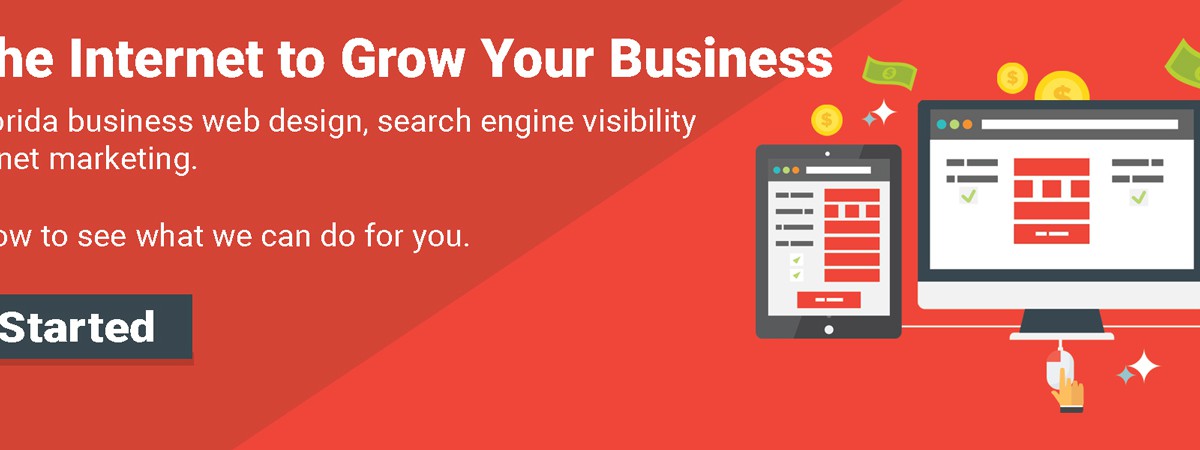 he Internet to Grow Your Business
orida business web design, search engine visibility
net marketing.
ow to see what we can do for you.
Started